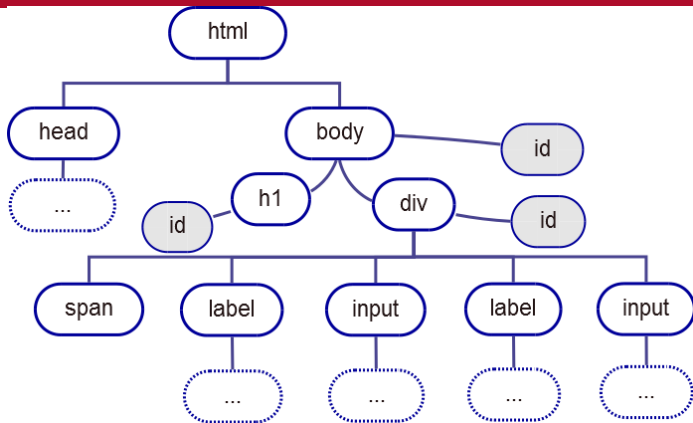 html
head
body
id
...
id
h1
div
id
span
label
input
label
input
...
...
...
...